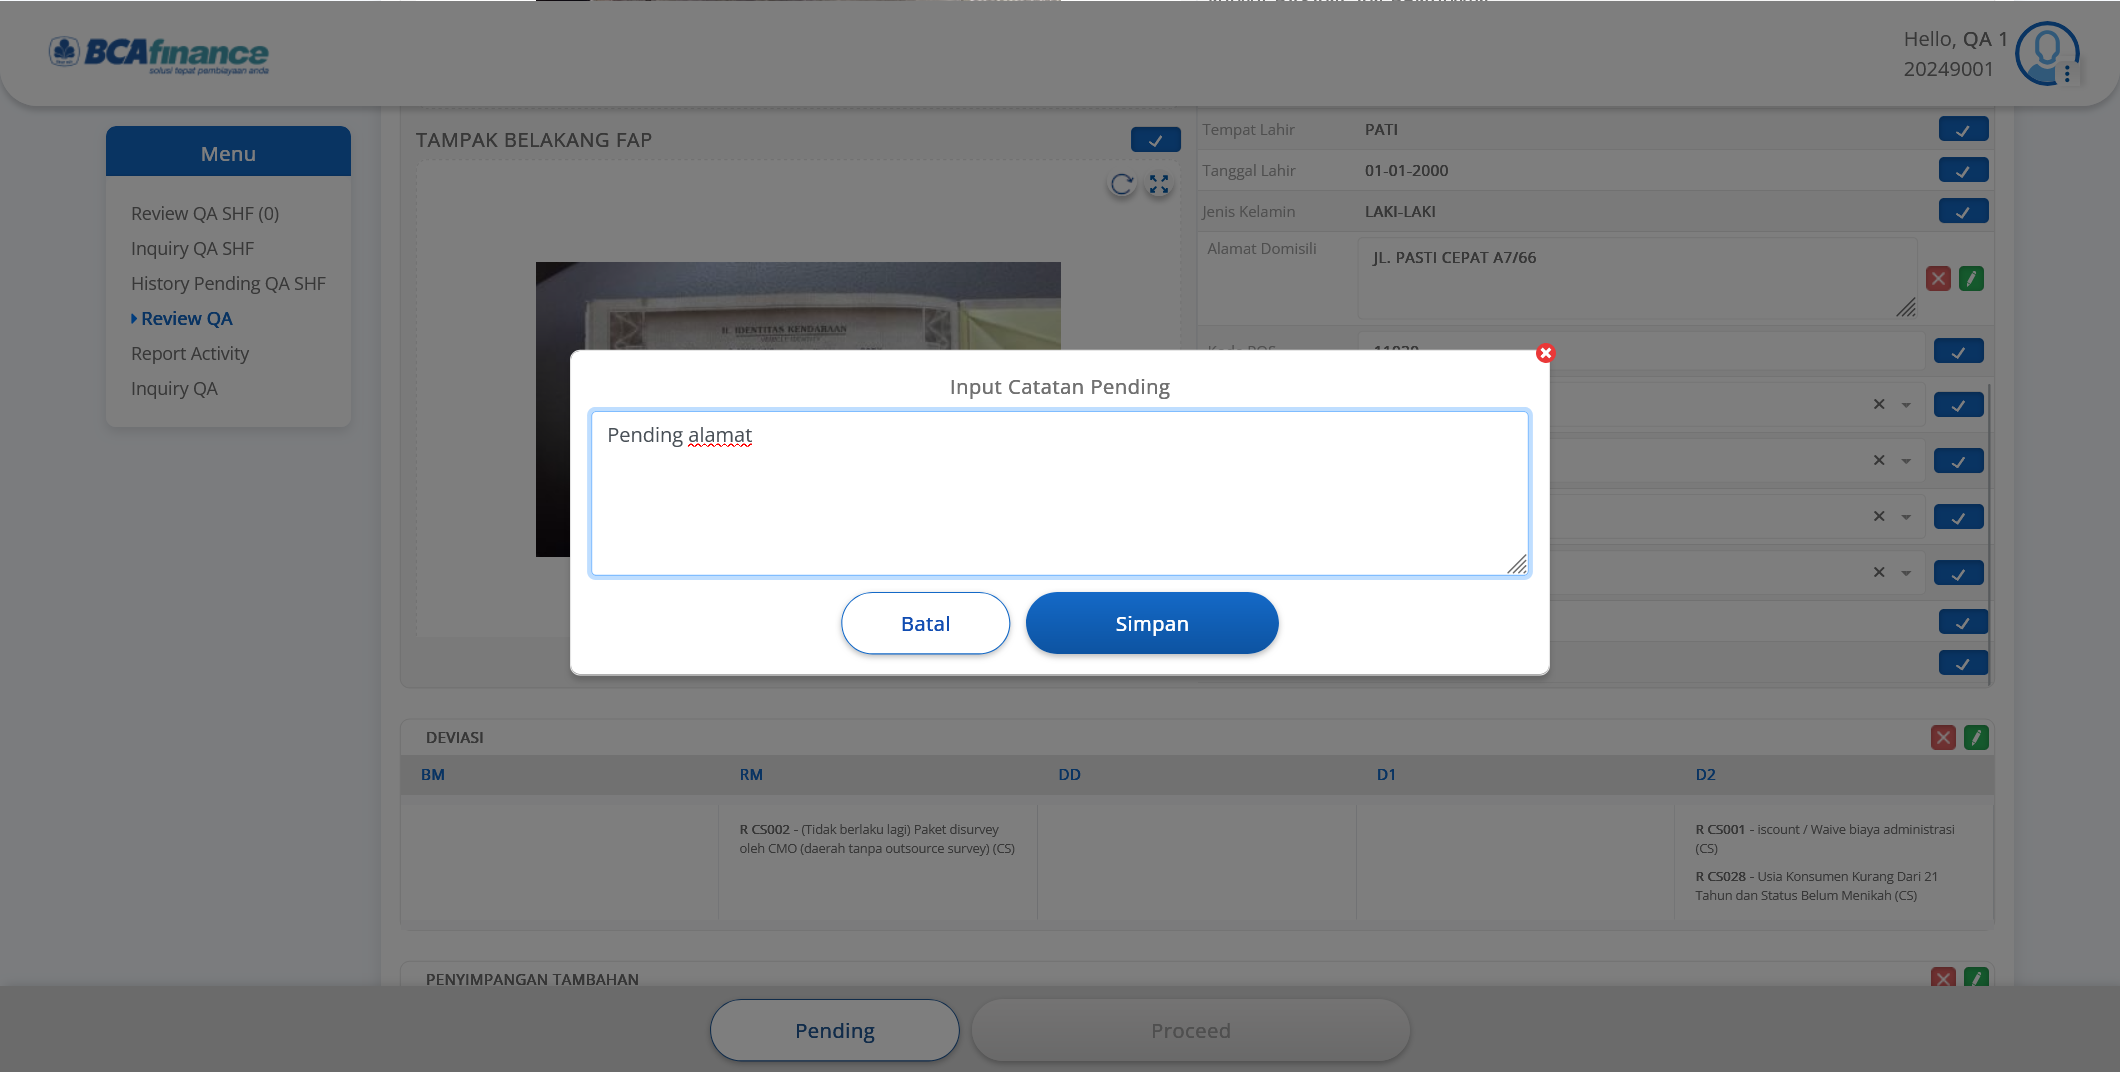 BCAfinance
solusi tepat pembiayaan anda
Hello, QA 1
20249001
Menu
Review QA SHF (0)
Inquiry QA SHF
History Pending QA SHF
Review QA
Report Activity
Inquiry QA
TAMPAK BELAKANG FAP
II. IDENTITAS KENDARAAN
Tempat Lahir PATI
Tanggal Lahir 01-01-2000
Jenis Kelamin LAKI-LAKI
Alamat Domisili JL. PASTI CEPAT A7/66
Input Catatan Pending
Pending alamat
Batal Simpan
DEVIASI
BM RM DD D1 D2
R CS002 - (Tidak berlaku lagi) Paket disurvey
oleh CMO (daerah tanpa outsource survey) (CS)
R CS001 - iscount / Waive biaya administrasi
(CS)
R CS028 - Usia Konsumen Kurang Dari 21
Tahun dan Status Belum Menikah (CS)
PENYIMPANGAN TAMBAHAN
Pending Proceed